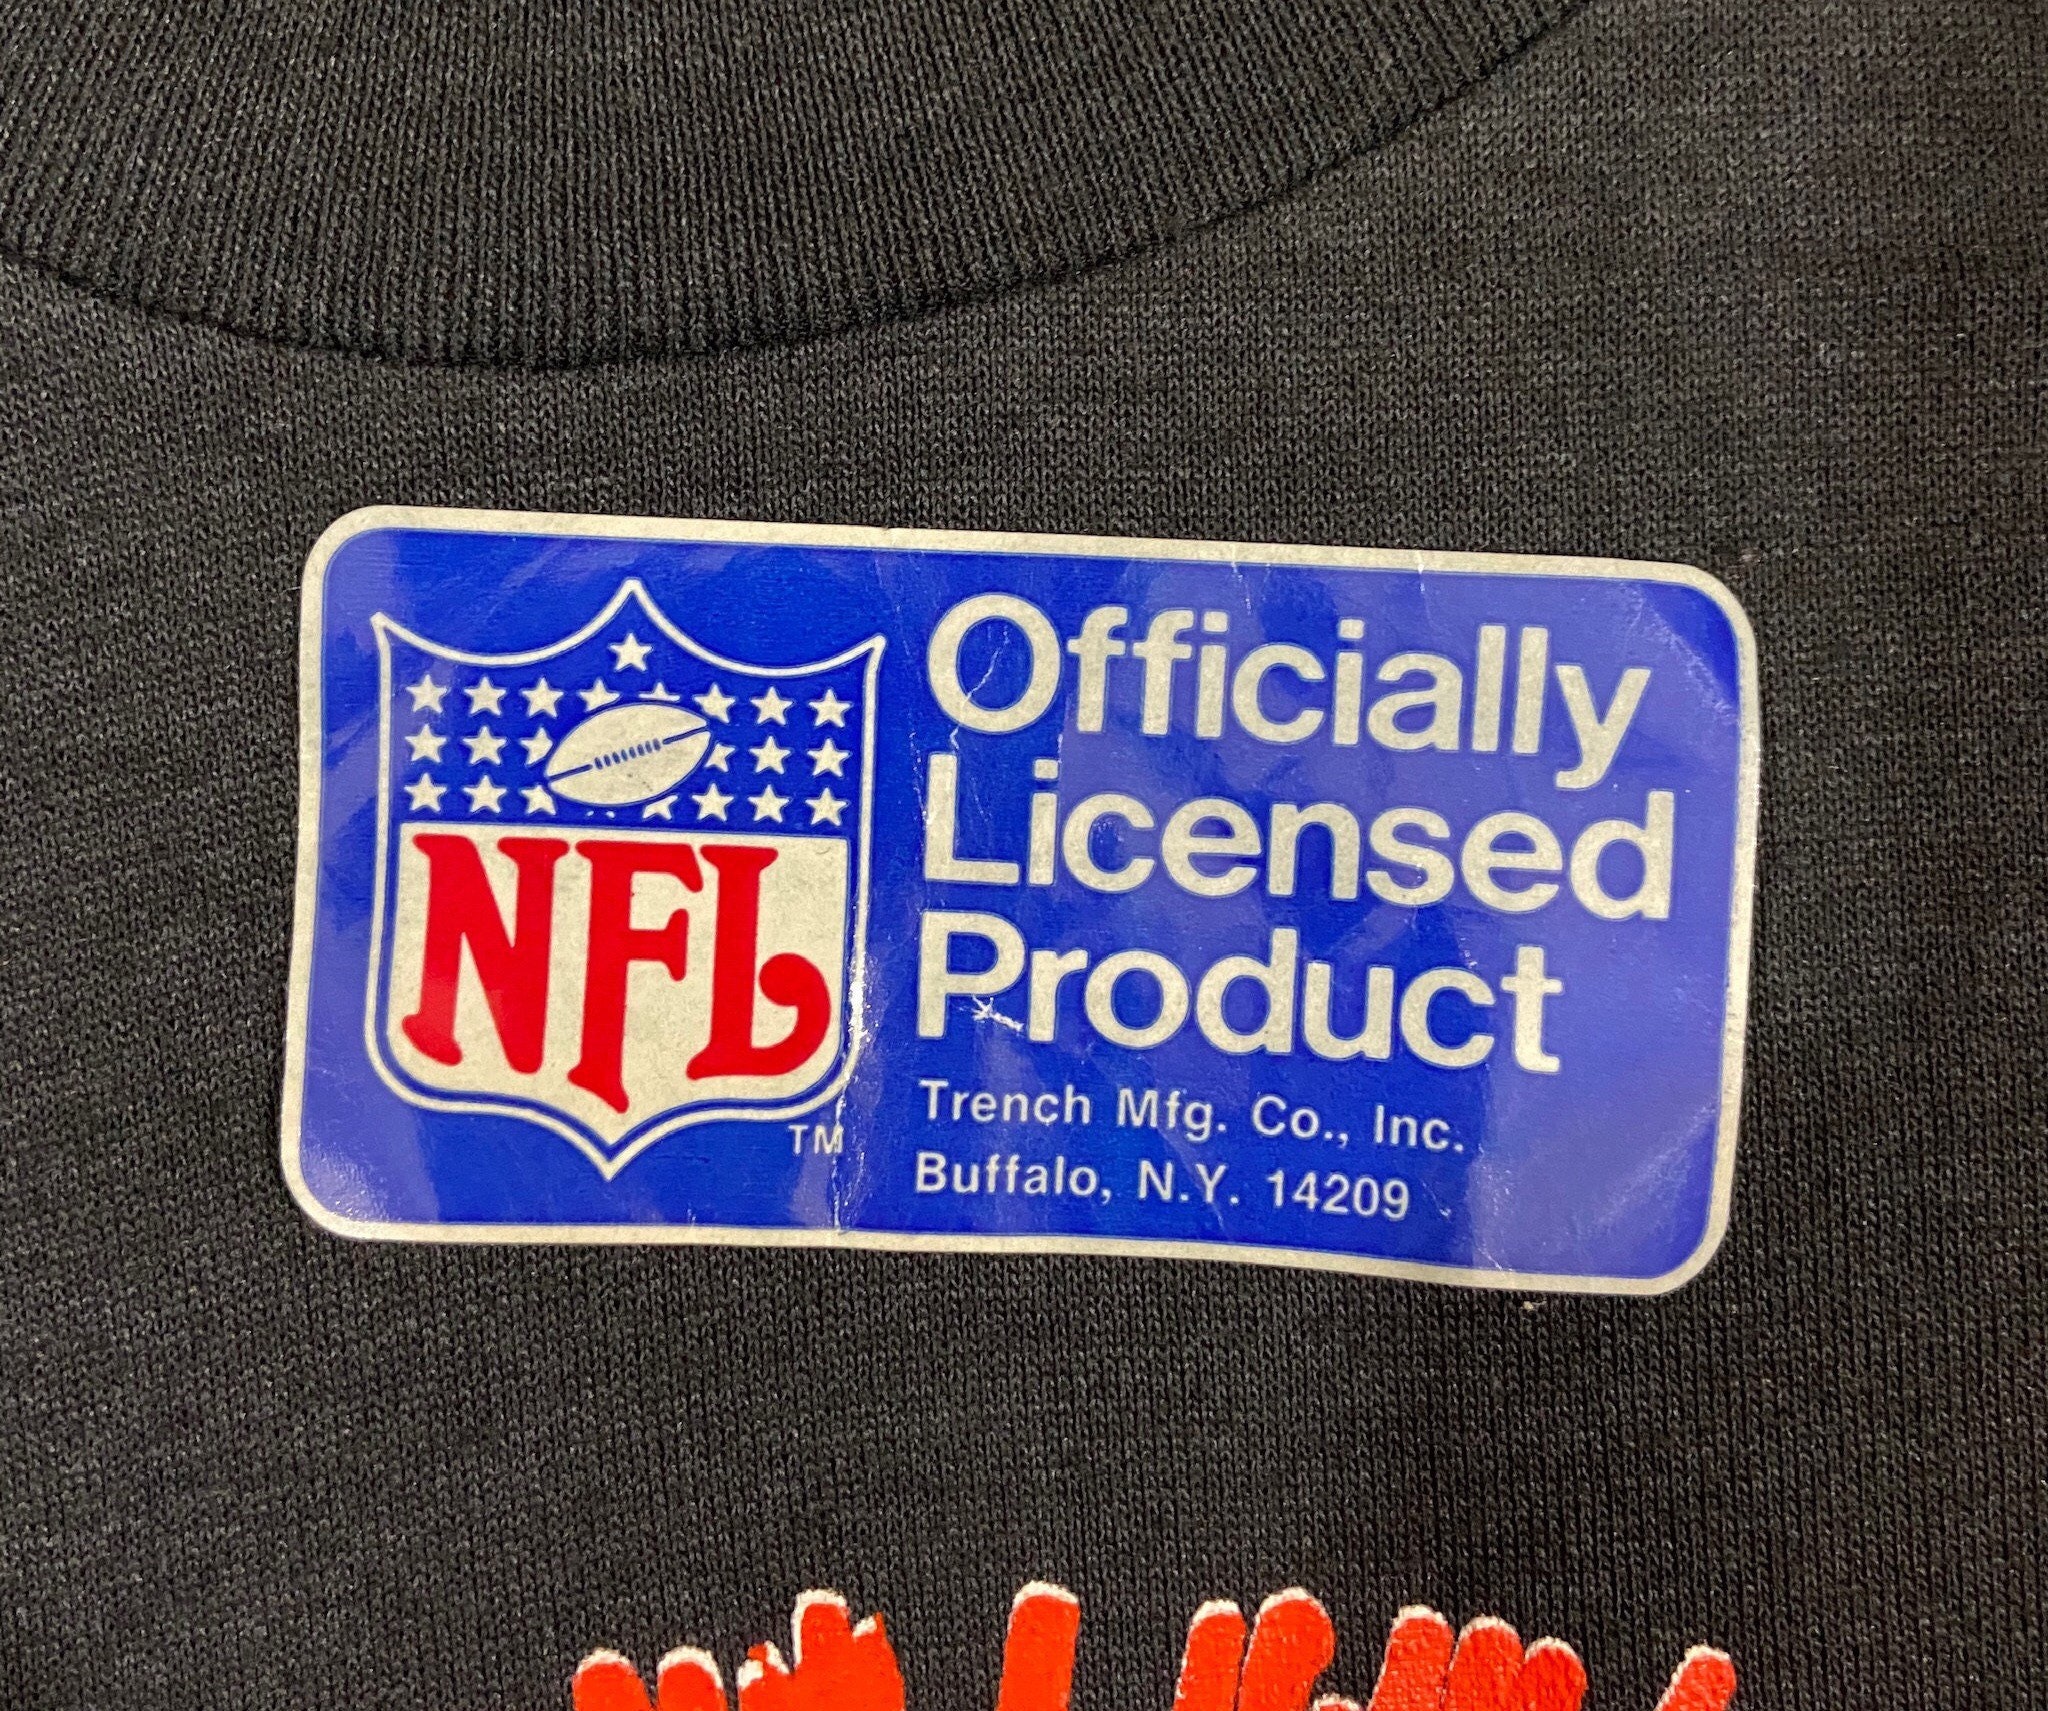 NFL
TM
Officially
Licensed
Product
Trench Mfg. Co., Inc.
Buffalo, N.Y. 14209